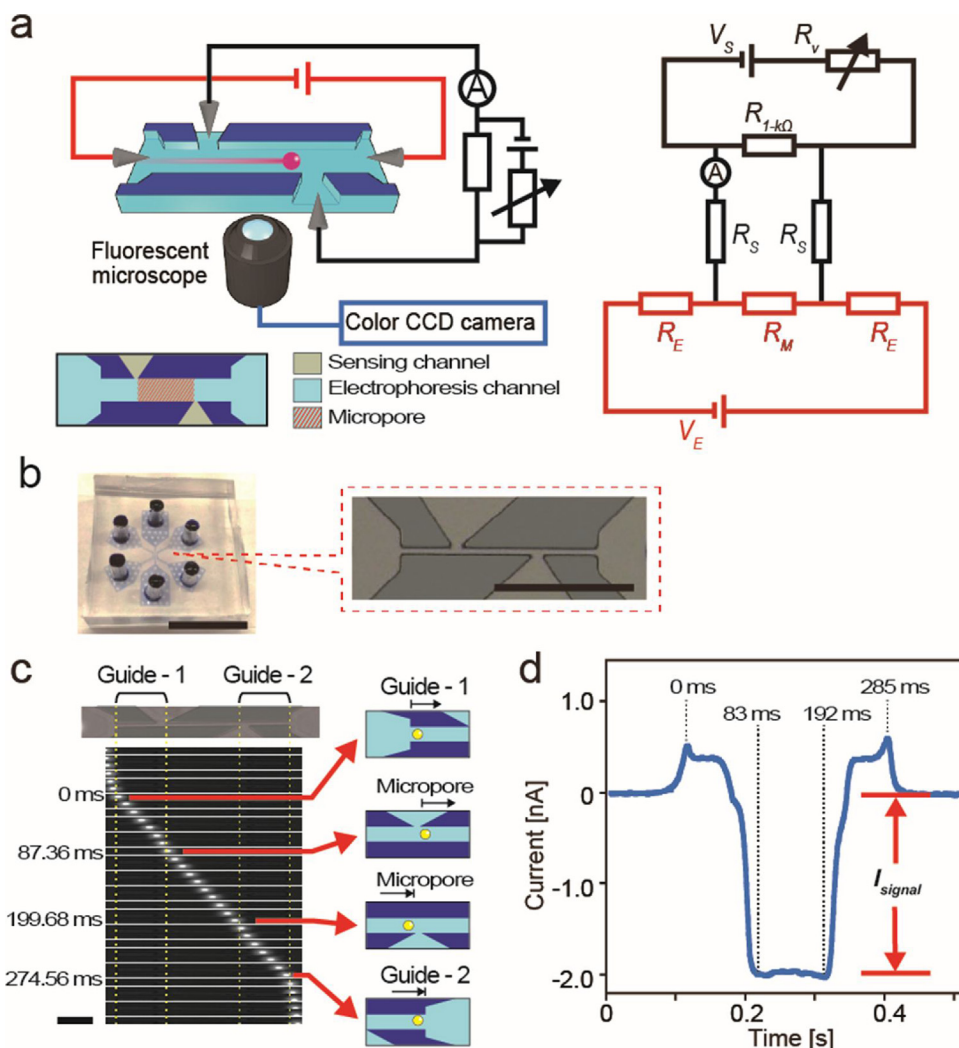 a
A
Fluorescent
microscope
Color CCD camera
Sensing channel
Electrophoresis channel
Micropore
V_S
R_v
R_1-kΩ
A
R_S
R_S
R_E
R_M
R_E
V_E
b
c
Guide - 1
Guide - 2
0 ms
87.36 ms
199.68 ms
274.56 ms
Guide - 1
Micropore
Micropore
Guide - 2
d
0 ms
285 ms
83 ms
192 ms
1.0
0
-1.0
-2.0
Current [nA]
I_signal
0
0.2
0.4
Time [s]